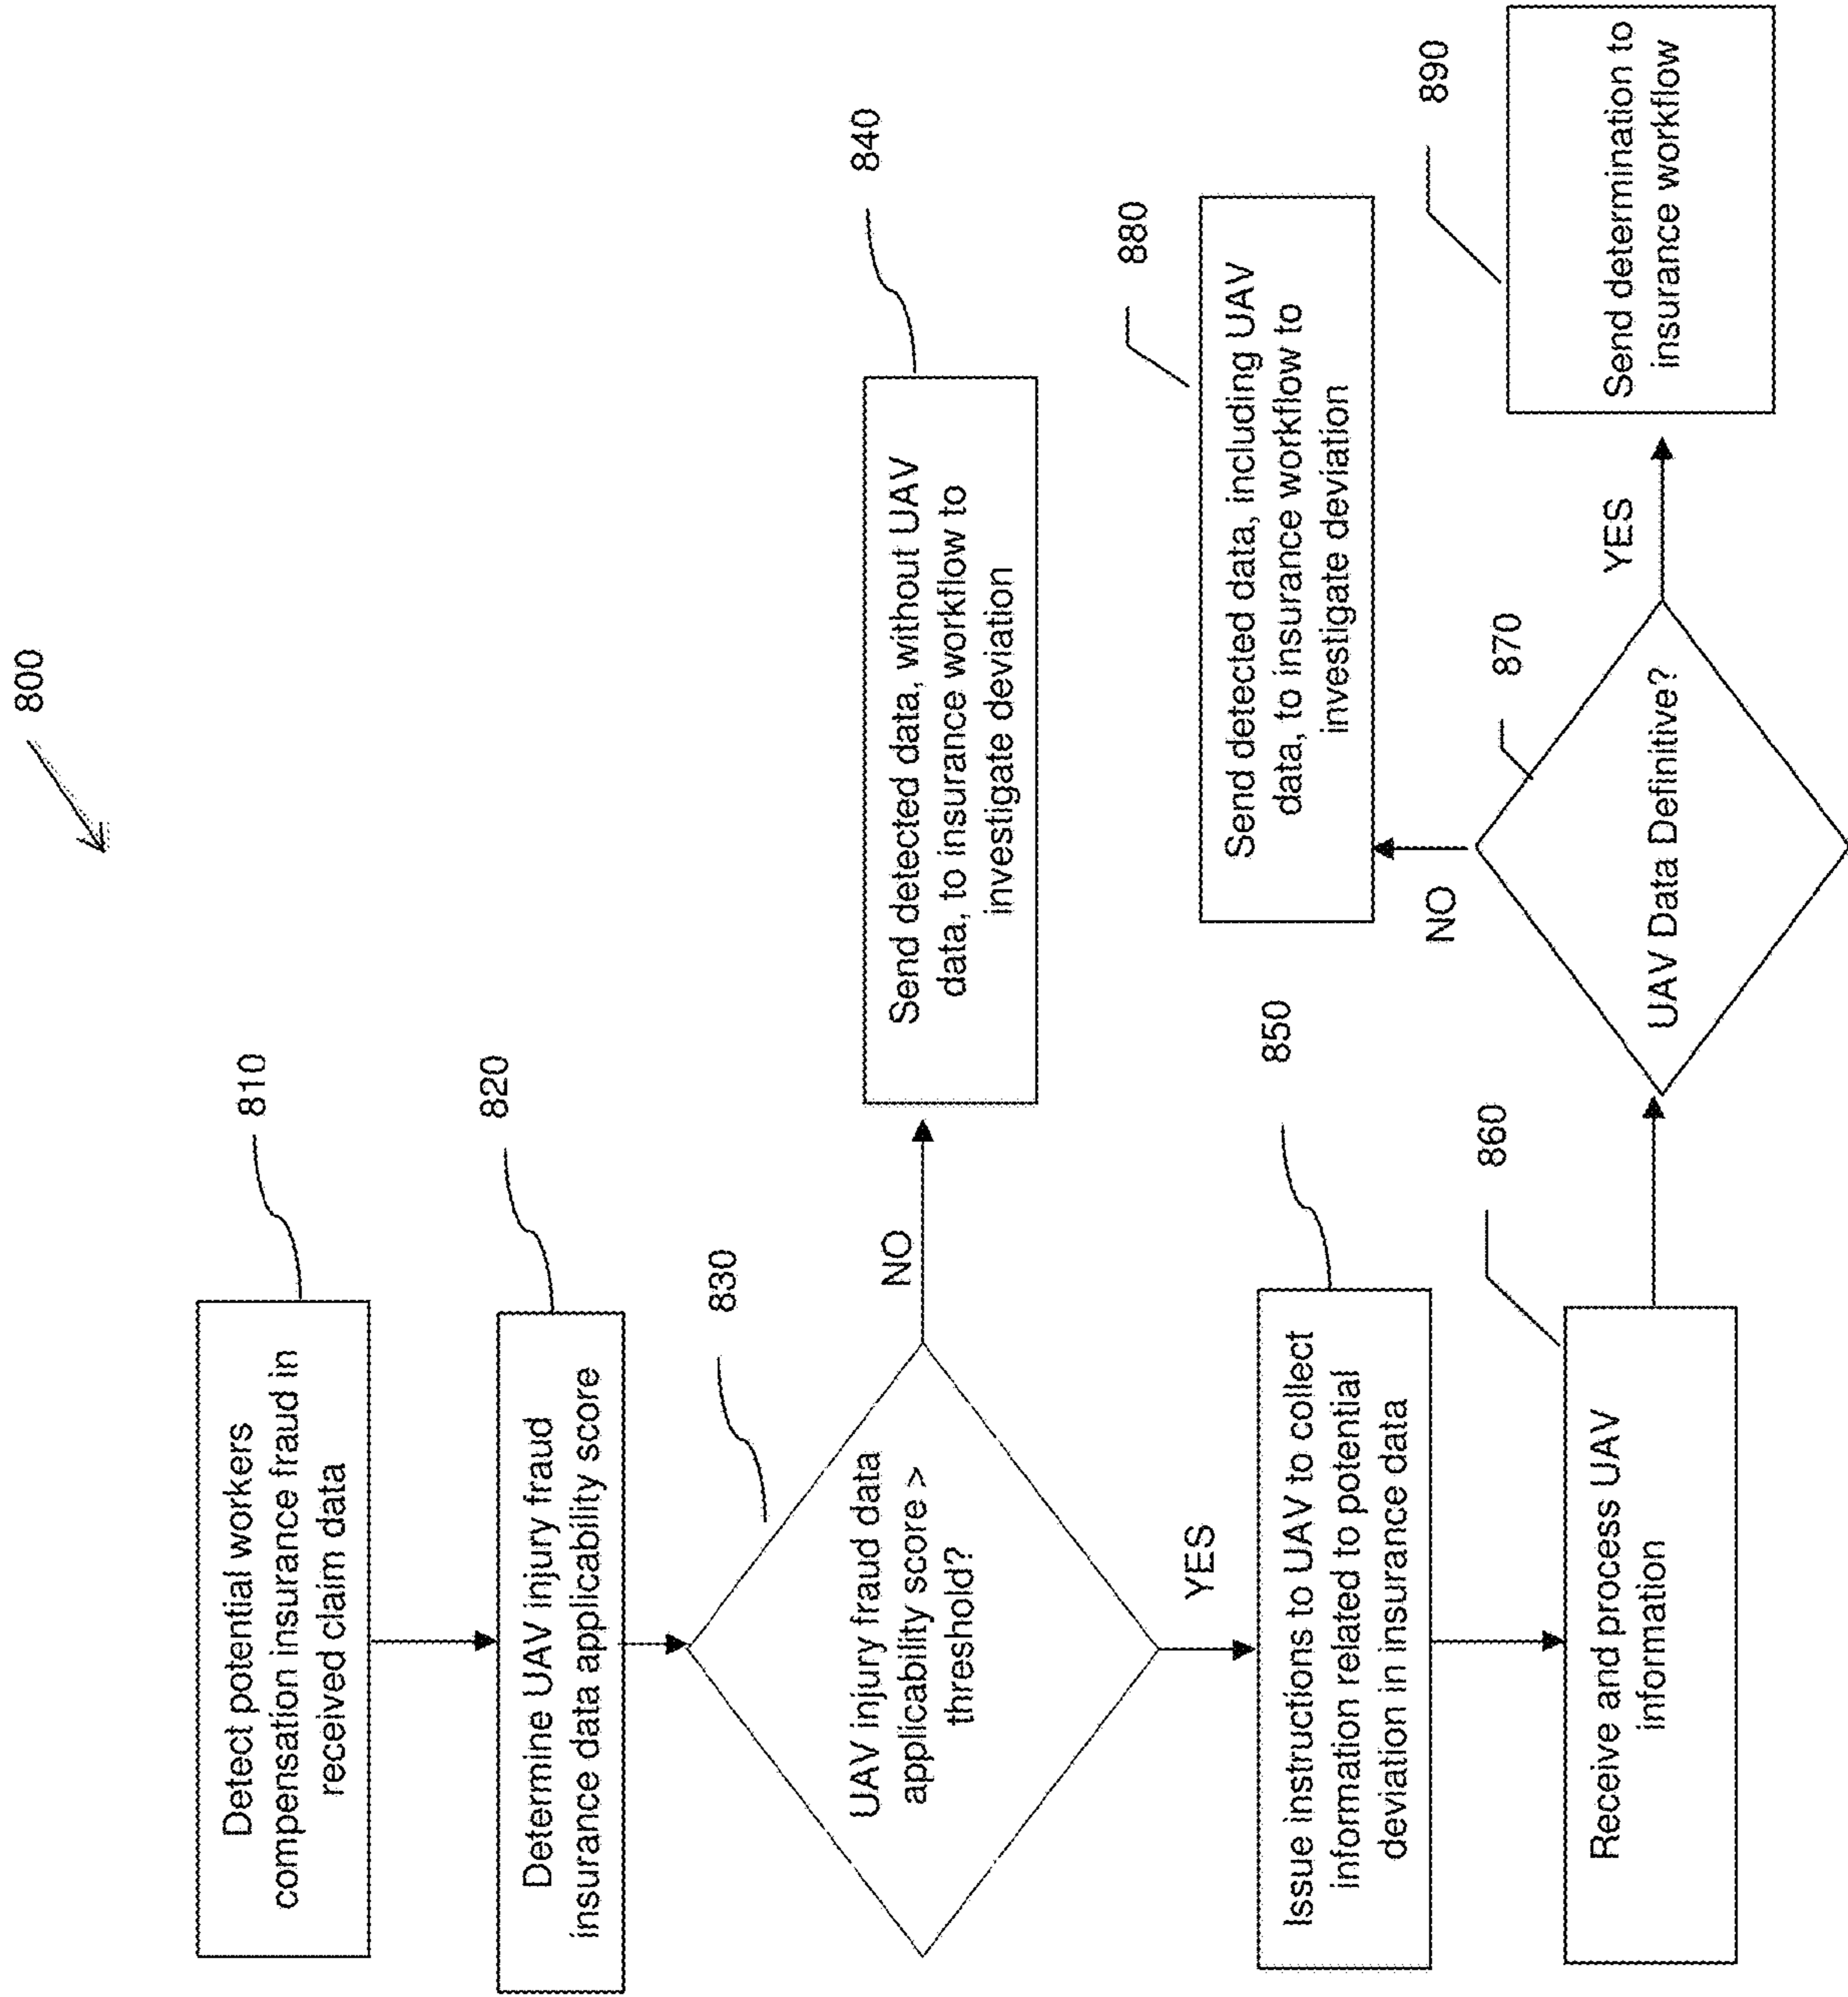 800
810
Detect potential workers
compensation insurance fraud in
received claim data
820
Determine UAV injury fraud
insurance data applicability score
830
UAV injury fraud data
applicability score >
threshold?
NO
840
Send detected data, without UAV
data, to insurance workflow to
investigate deviation
YES
850
Issue instructions to UAV to collect
information related to potential
deviation in insurance data
860
Receive and process UAV
information
870
UAV Data Definitive?
NO
880
Send detected data, including UAV
data, to insurance workflow to
investigate deviation
YES
890
Send determination to
insurance workflow